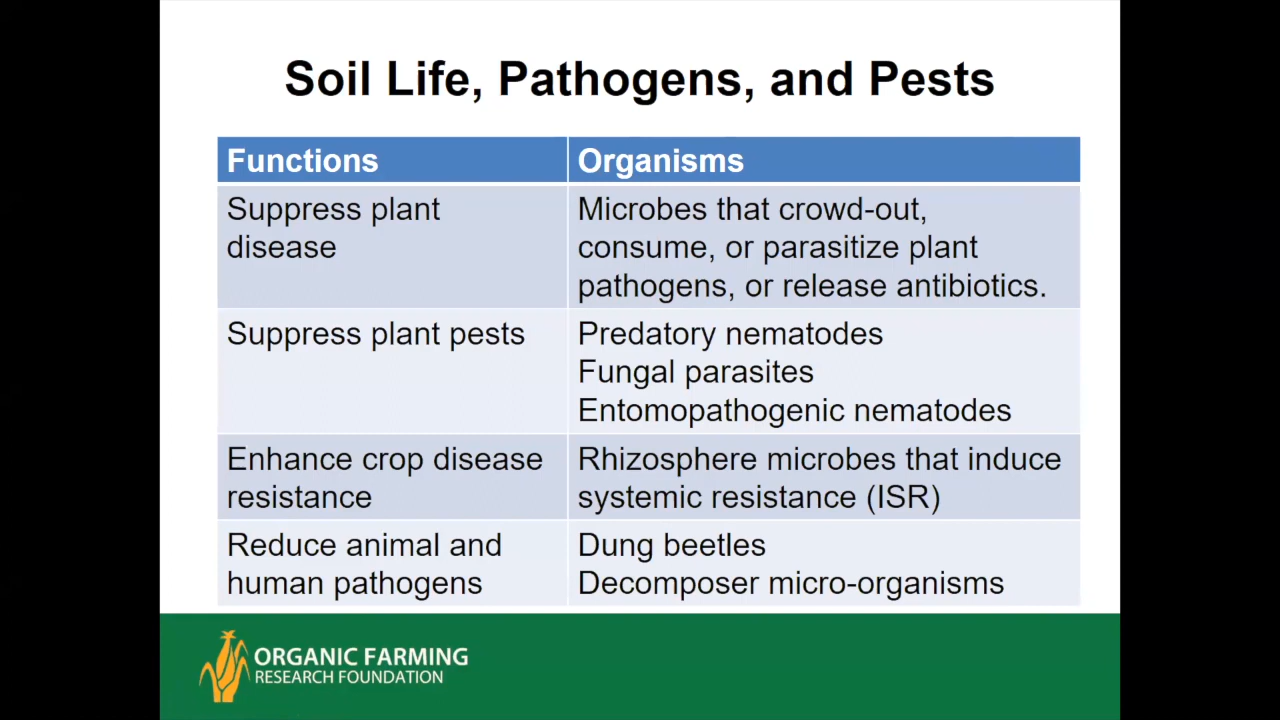 Soil Life, Pathogens, and Pests
Functions
Organisms
Suppress plant
disease
Microbes that crowd-out,
consume, or parasitize plant
pathogens, or release antibiotics.
Suppress plant pests
Predatory nematodes
Fungal parasites
Entomopathogenic nematodes
Enhance crop disease
resistance
Rhizosphere microbes that induce
systemic resistance (ISR)
Reduce animal and
human pathogens
Dung beetles
Decomposer micro-organisms
ORGANIC FARMING
RESEARCH FOUNDATION